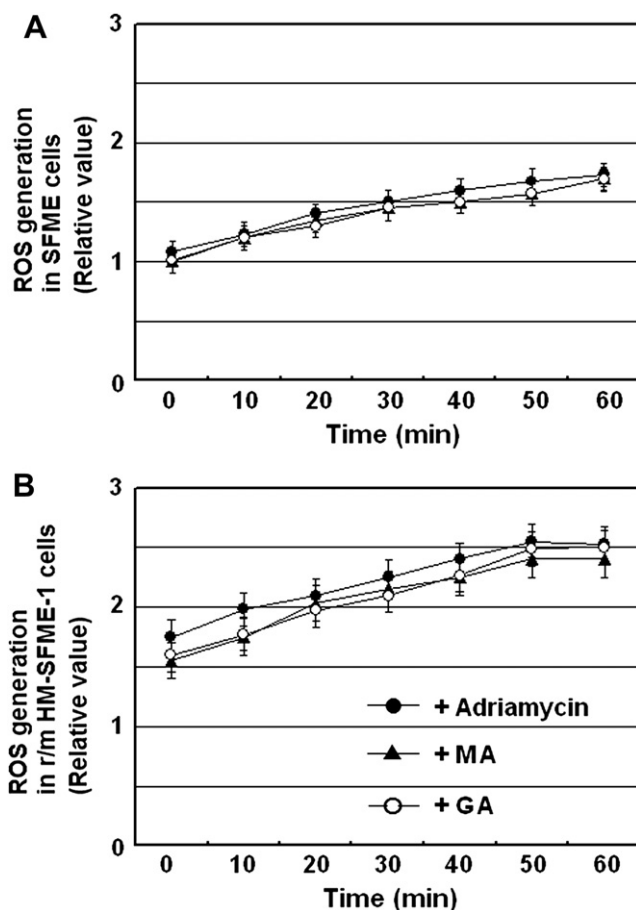 A
ROS generation
in SFME cells
(Relative value)
3
2
1
0
0 10 20 30 40 50 60
Time (min)
B
ROS generation
in r/m HM-SFME-1 cells
(Relative value)
3
2
1
0
+ Adriamycin
+ MA
+ GA
0 10 20 30 40 50 60
Time (min)